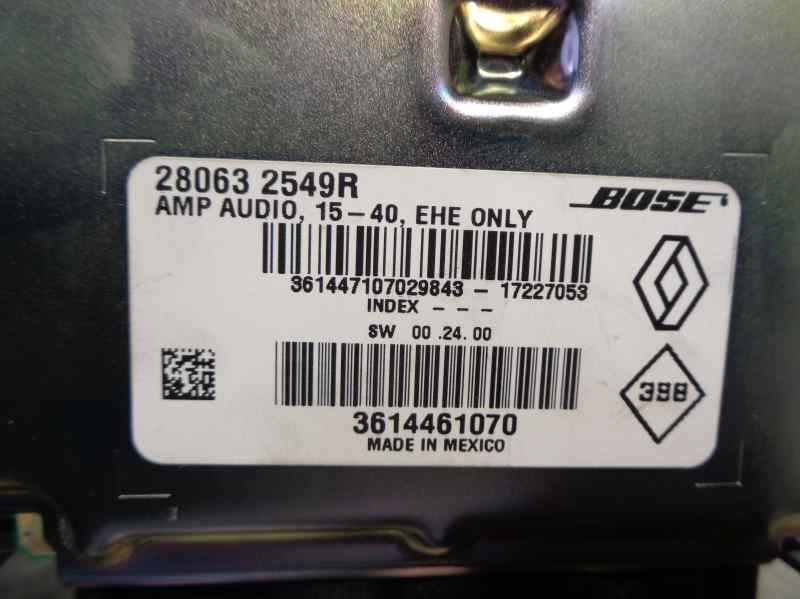 28063 2549R
BOSE
AMP AUDIO, 15-40, EHE ONLY
361447107029843 - 17227053
INDEX - - -
SW 00 .24. 00
398
3614461070
MADE IN MEXICO